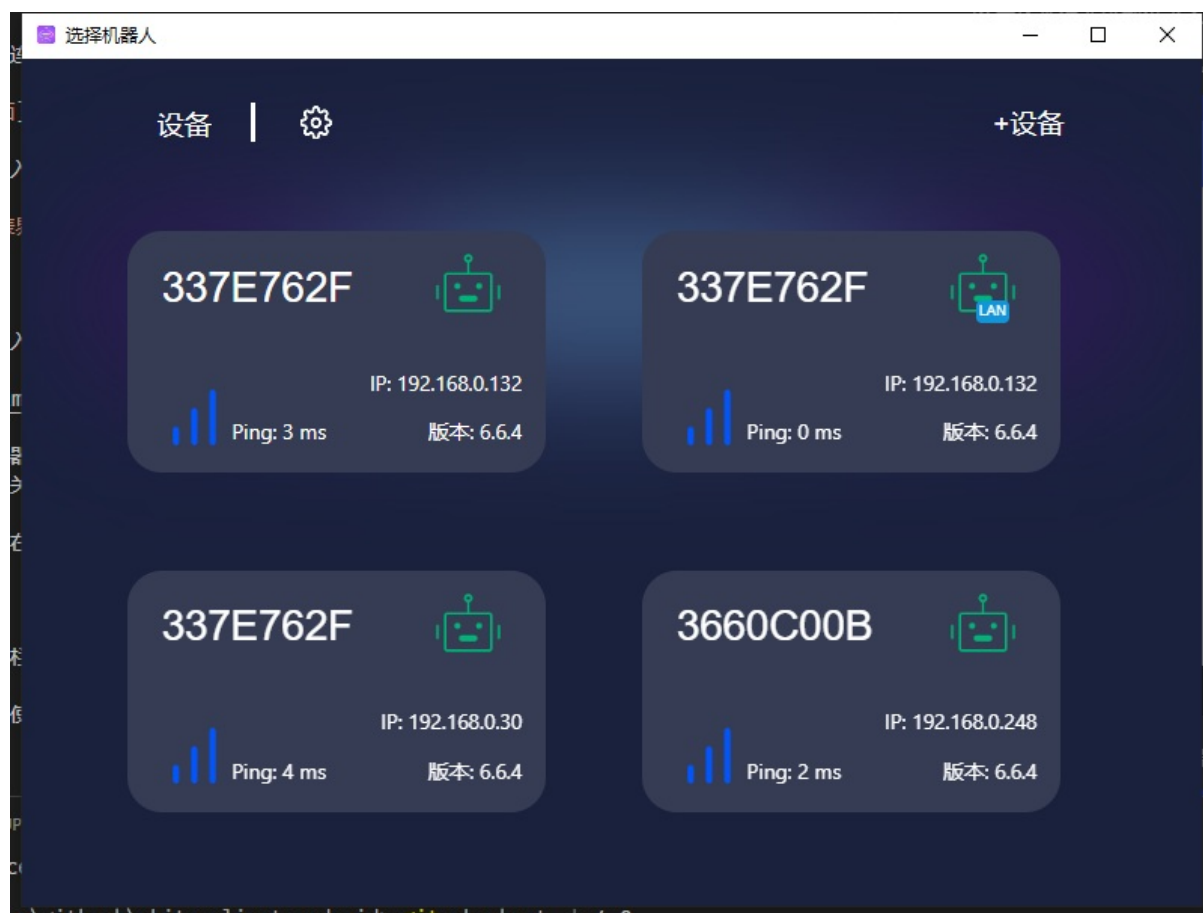 选择机器人
设备
+设备
337E762F
IP: 192.168.0.132
Ping: 3 ms
版本: 6.6.4
337E762F
LAN
IP: 192.168.0.132
Ping: 0 ms
版本: 6.6.4
337E762F
IP: 192.168.0.30
Ping: 4 ms
版本: 6.6.4
3660C00B
IP: 192.168.0.248
Ping: 2 ms
版本: 6.6.4